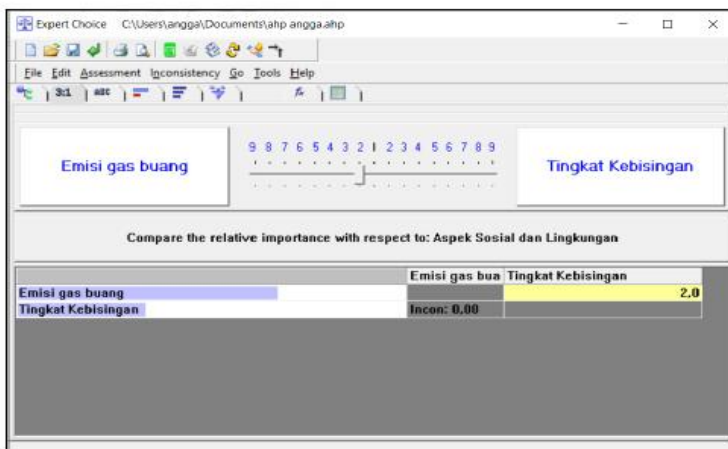 Expert Choice C:\Users\angga\Documents\ahp angga.ahp
File Edit Assessment Inconsistency Go Tools Help
3:1 ABC
9 8 7 6 5 4 3 2 1 2 3 4 5 6 7 8 9
Emisi gas buang
Tingkat Kebisingan
Compare the relative importance with respect to: Aspek Sosial dan Lingkungan
Emisi gas bua Tingkat Kebisingan
Emisi gas buang 2,0
Tingkat Kebisingan Incon: 0,00